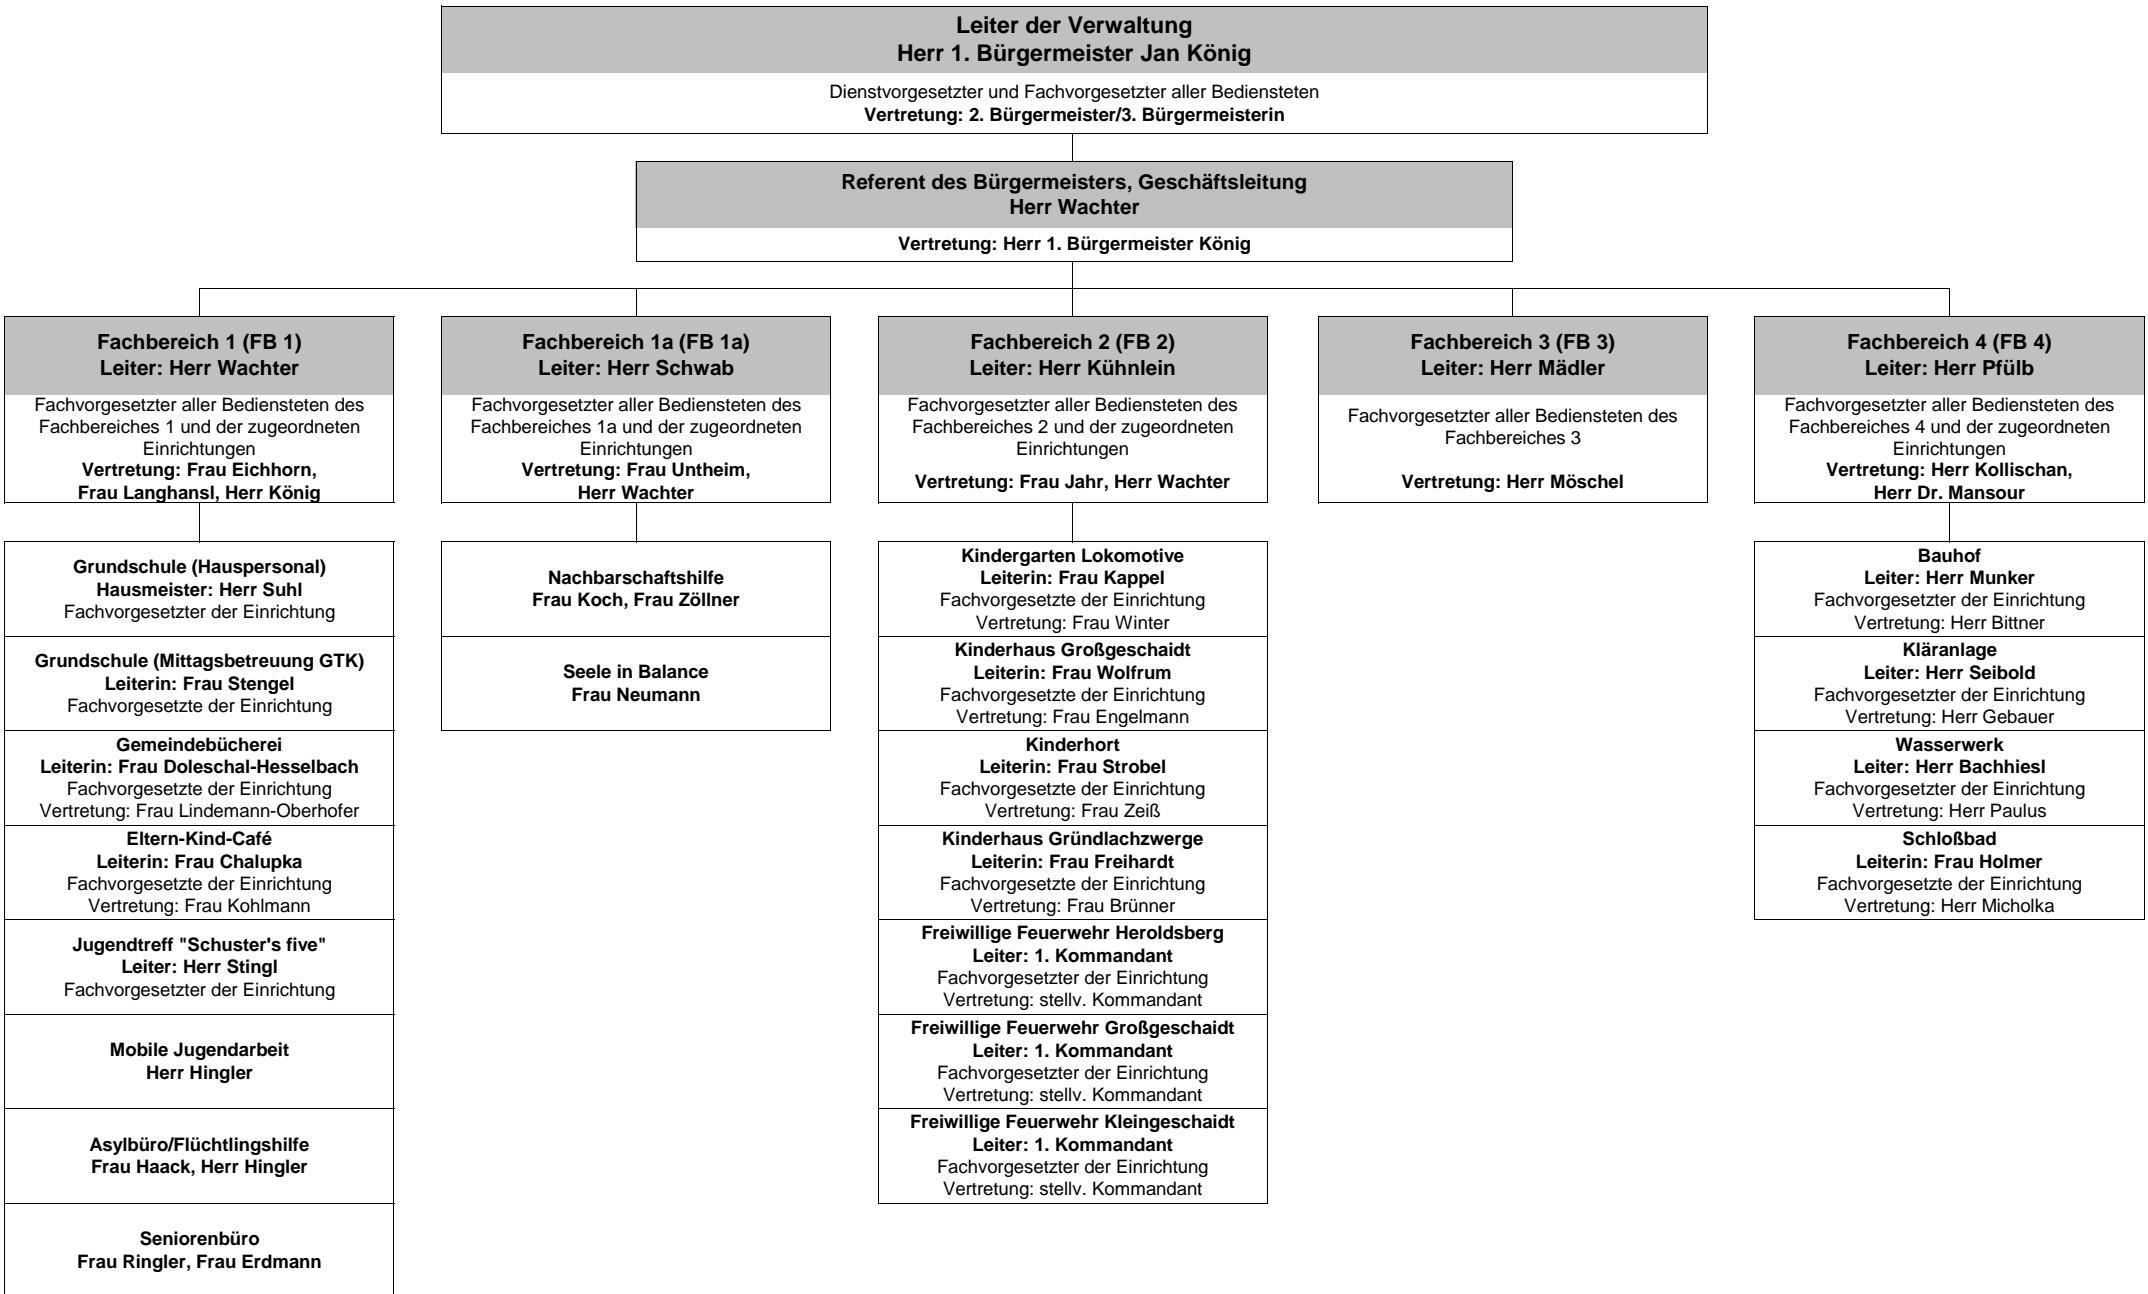 Leiter der Verwaltung
Herr 1. Bürgermeister Jan König
Dienstvorgesetzter und Fachvorgesetzter aller Bediensteten
Vertretung: 2. Bürgermeister/3. Bürgermeisterin
Referent des Bürgermeisters, Geschäftsleitung
Herr Wachter
Vertretung: Herr 1. Bürgermeister König
Fachbereich 1 (FB 1)
Leiter: Herr Wachter
Fachvorgesetzter aller Bediensteten des
Fachbereiches 1 und der zugeordneten
Einrichtungen
Vertretung: Frau Eichhorn,
Frau Langhansl, Herr König
Grundschule (Hauspersonal)
Hausmeister: Herr Suhl
Fachvorgesetzter der Einrichtung
Grundschule (Mittagsbetreuung GTK)
Leiterin: Frau Stengel
Fachvorgesetzte der Einrichtung
Gemeindebücherei
Leiterin: Frau Doleschal-Hesselbach
Fachvorgesetzte der Einrichtung
Vertretung: Frau Lindemann-Oberhofer
Eltern-Kind-Café
Leiterin: Frau Chalupka
Fachvorgesetzte der Einrichtung
Vertretung: Frau Kohlmann
Jugendtreff "Schuster's five"
Leiter: Herr Stingl
Fachvorgesetzter der Einrichtung
Mobile Jugendarbeit
Herr Hingler
Asylbüro/Flüchtlingshilfe
Frau Haack, Herr Hingler
Seniorenbüro
Frau Ringler, Frau Erdmann
Fachbereich 1a (FB 1a)
Leiter: Herr Schwab
Fachvorgesetzter aller Bediensteten des
Fachbereiches 1a und der zugeordneten
Einrichtungen
Vertretung: Frau Untheim,
Herr Wachter
Nachbarschaftshilfe
Frau Koch, Frau Zöllner
Seele in Balance
Frau Neumann
Fachbereich 2 (FB 2)
Leiter: Herr Kühnlein
Fachvorgesetzter aller Bediensteten des
Fachbereiches 2 und der zugeordneten
Einrichtungen
Vertretung: Frau Jahr, Herr Wachter
Kindergarten Lokomotive
Leiterin: Frau Kappel
Fachvorgesetzte der Einrichtung
Vertretung: Frau Winter
Kinderhaus Großgeschaidt
Leiterin: Frau Wolfrum
Fachvorgesetzte der Einrichtung
Vertretung: Frau Engelmann
Kinderhort
Leiterin: Frau Strobel
Fachvorgesetzte der Einrichtung
Vertretung: Frau Zeiß
Kinderhaus Gründlachzwerge
Leiterin: Frau Freihardt
Fachvorgesetzte der Einrichtung
Vertretung: Frau Brünner
Freiwillige Feuerwehr Heroldsberg
Leiter: 1. Kommandant
Fachvorgesetzter der Einrichtung
Vertretung: stellv. Kommandant
Freiwillige Feuerwehr Großgeschaidt
Leiter: 1. Kommandant
Fachvorgesetzter der Einrichtung
Vertretung: stellv. Kommandant
Freiwillige Feuerwehr Kleingeschaidt
Leiter: 1. Kommandant
Fachvorgesetzter der Einrichtung
Vertretung: stellv. Kommandant
Fachbereich 3 (FB 3)
Leiter: Herr Mädler
Fachvorgesetzter aller Bediensteten des
Fachbereiches 3
Vertretung: Herr Möschel
Fachbereich 4 (FB 4)
Leiter: Herr Pfülb
Fachvorgesetzter aller Bediensteten des
Fachbereiches 4 und der zugeordneten
Einrichtungen
Vertretung: Herr Kollischan,
Herr Dr. Mansour
Bauhof
Leiter: Herr Munker
Fachvorgesetzter der Einrichtung
Vertretung: Herr Bittner
Kläranlage
Leiter: Herr Seibold
Fachvorgesetzter der Einrichtung
Vertretung: Herr Gebauer
Wasserwerk
Leiter: Herr Bachhiesl
Fachvorgesetzter der Einrichtung
Vertretung: Herr Paulus
Schloßbad
Leiterin: Frau Holmer
Fachvorgesetzte der Einrichtung
Vertretung: Herr Micholka